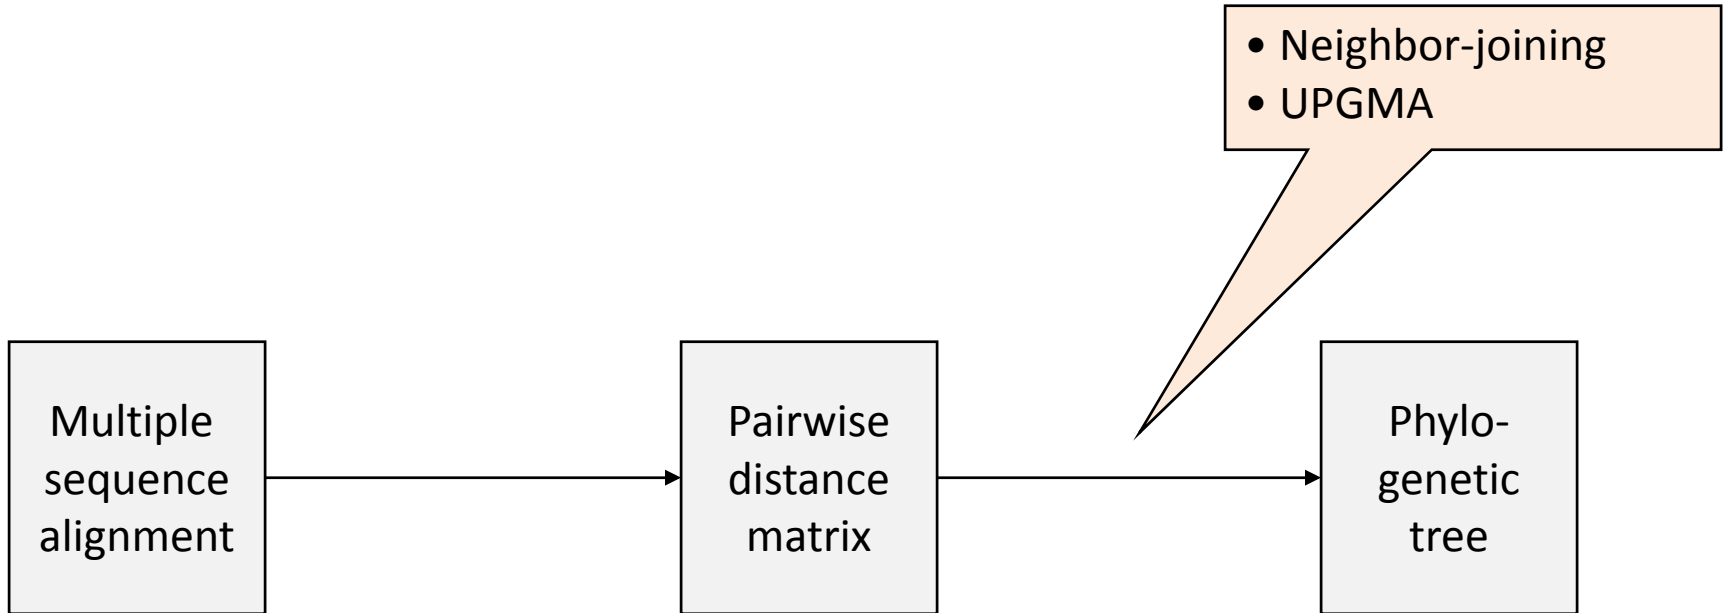 • Neighbor-joining
• UPGMA
Multiple
sequence
alignment
Pairwise
distance
matrix
Phylo-
genetic
tree